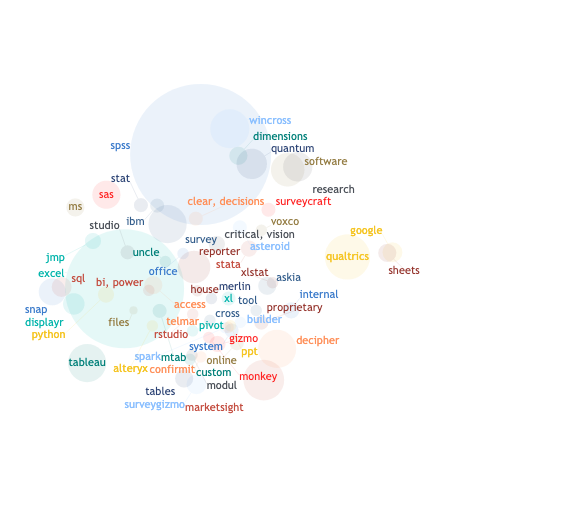 wincross
dimensions
spss
quantum
software
stat
research
sas
clear, decisions
surveycraft
ms
studio
ibm
voxco
google
critical, vision
survey
asteroid
uncle
reporter
qualtrics
jmp
stata
sheets
excel
office
xlstat
sql
bi, power
askia
merlin
house
internal
xl
tool
snap
access
proprietary
cross
displayr
files
telmar
builder
pivot
python
rstudio
gizmo
decipher
system
ppt
spark
mtab
online
tableau
alteryx
confirmit
custom
monkey
modul
tables
surveygizmo
marketsight